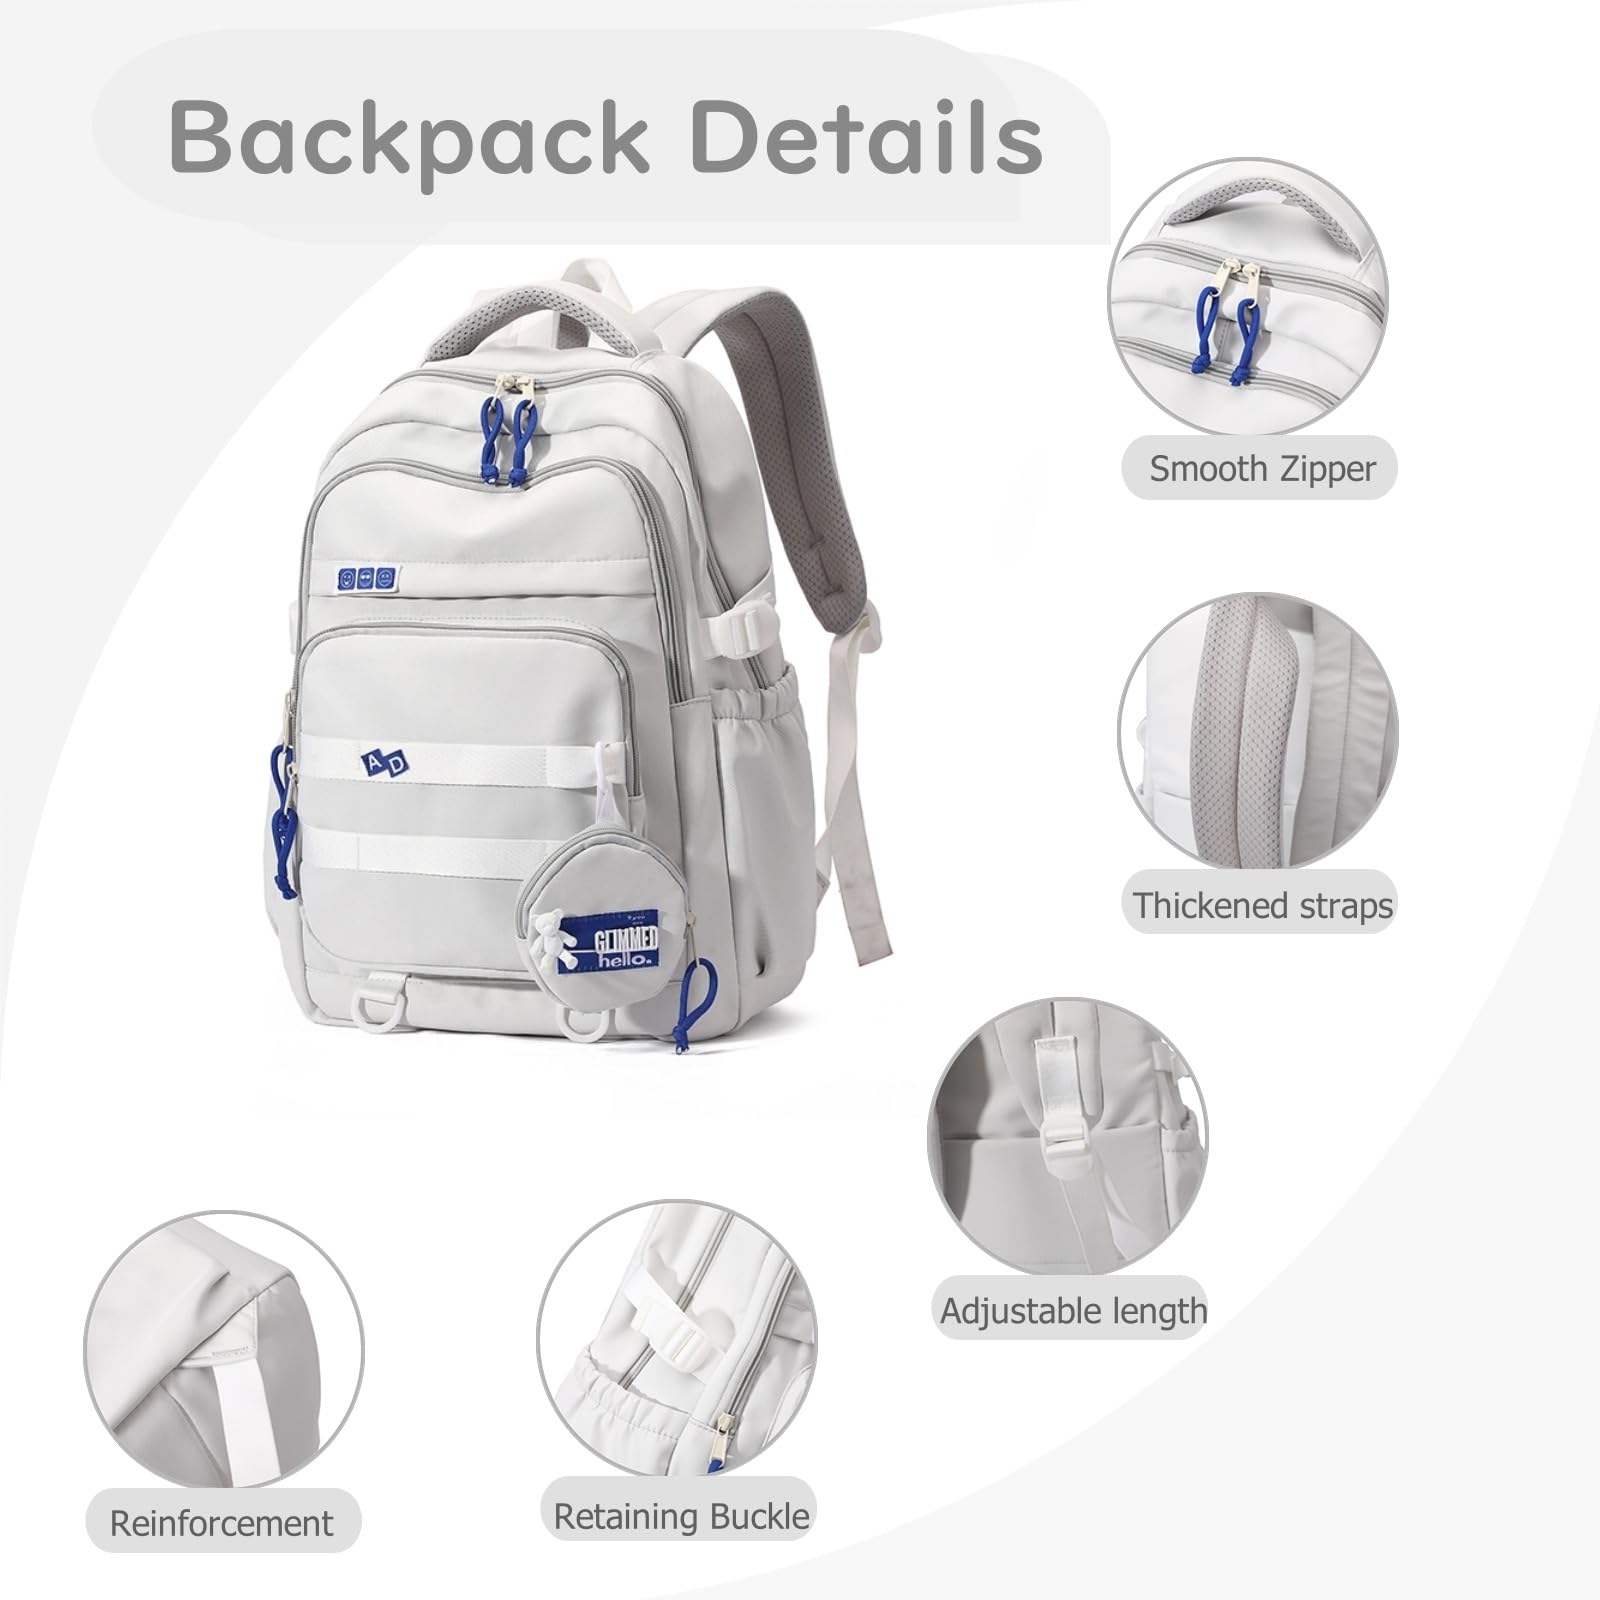 Backpack Details
Smooth Zipper
A D
Thickened straps
GLIMMED
hello.
Adjustable length
Reinforcement
Retaining Buckle